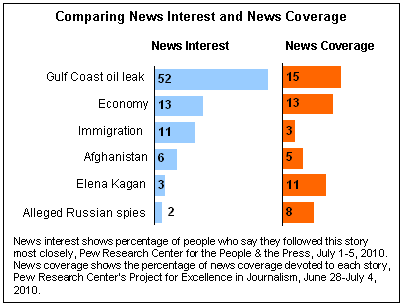 Comparing News Interest and News Coverage
News Interest News Coverage
Gulf Coast oil leak 52 15
Economy 13 13
Immigration 11 3
Afghanistan 6 5
Elena Kagan 3 11
Alleged Russian spies 2 8
News interest shows percentage of people who say they followed this story
most closely, Pew Research Center for the People & the Press, July 1-5, 2010.
News coverage shows the percentage of news coverage devoted to each story,
Pew Research Center's Project for Excellence in Journalism, June 28-July 4,
2010.